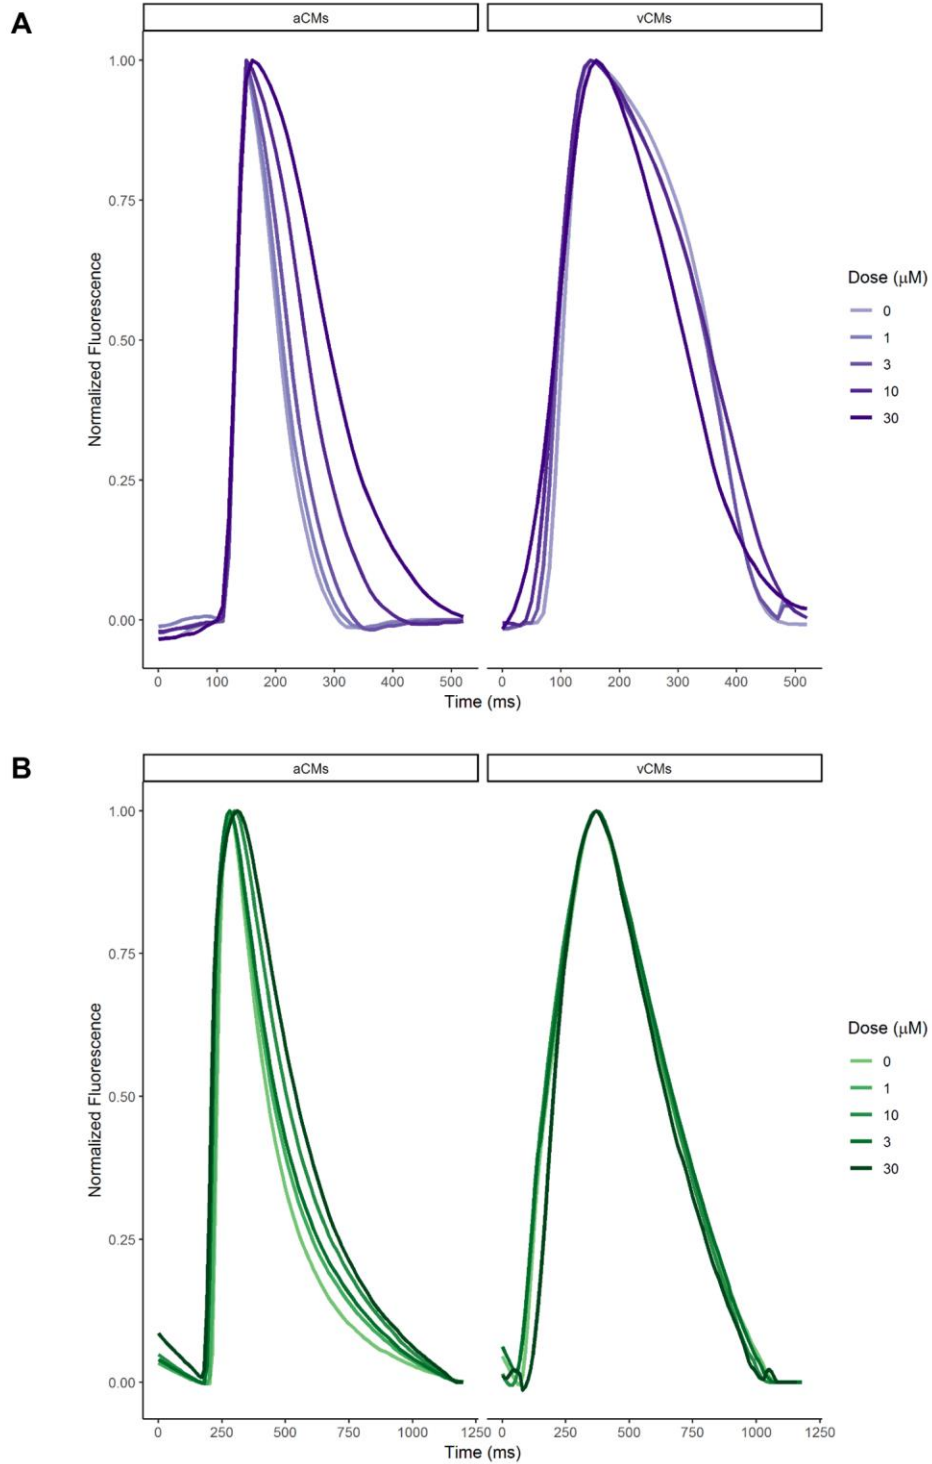 A
aCMs
vCMs
1.00
0.75
0.50
0.25
0.00
Normalized Fluorescence
0 100 200 300 400 500
0 100 200 300 400 500
Time (ms)
Dose (μM)
0
1
3
10
30
B
aCMs
vCMs
1.00
0.75
0.50
0.25
0.00
Normalized Fluorescence
0 250 500 750 1000 1250
0 250 500 750 1000 1250
Time (ms)
Dose (μM)
0
1
10
3
30